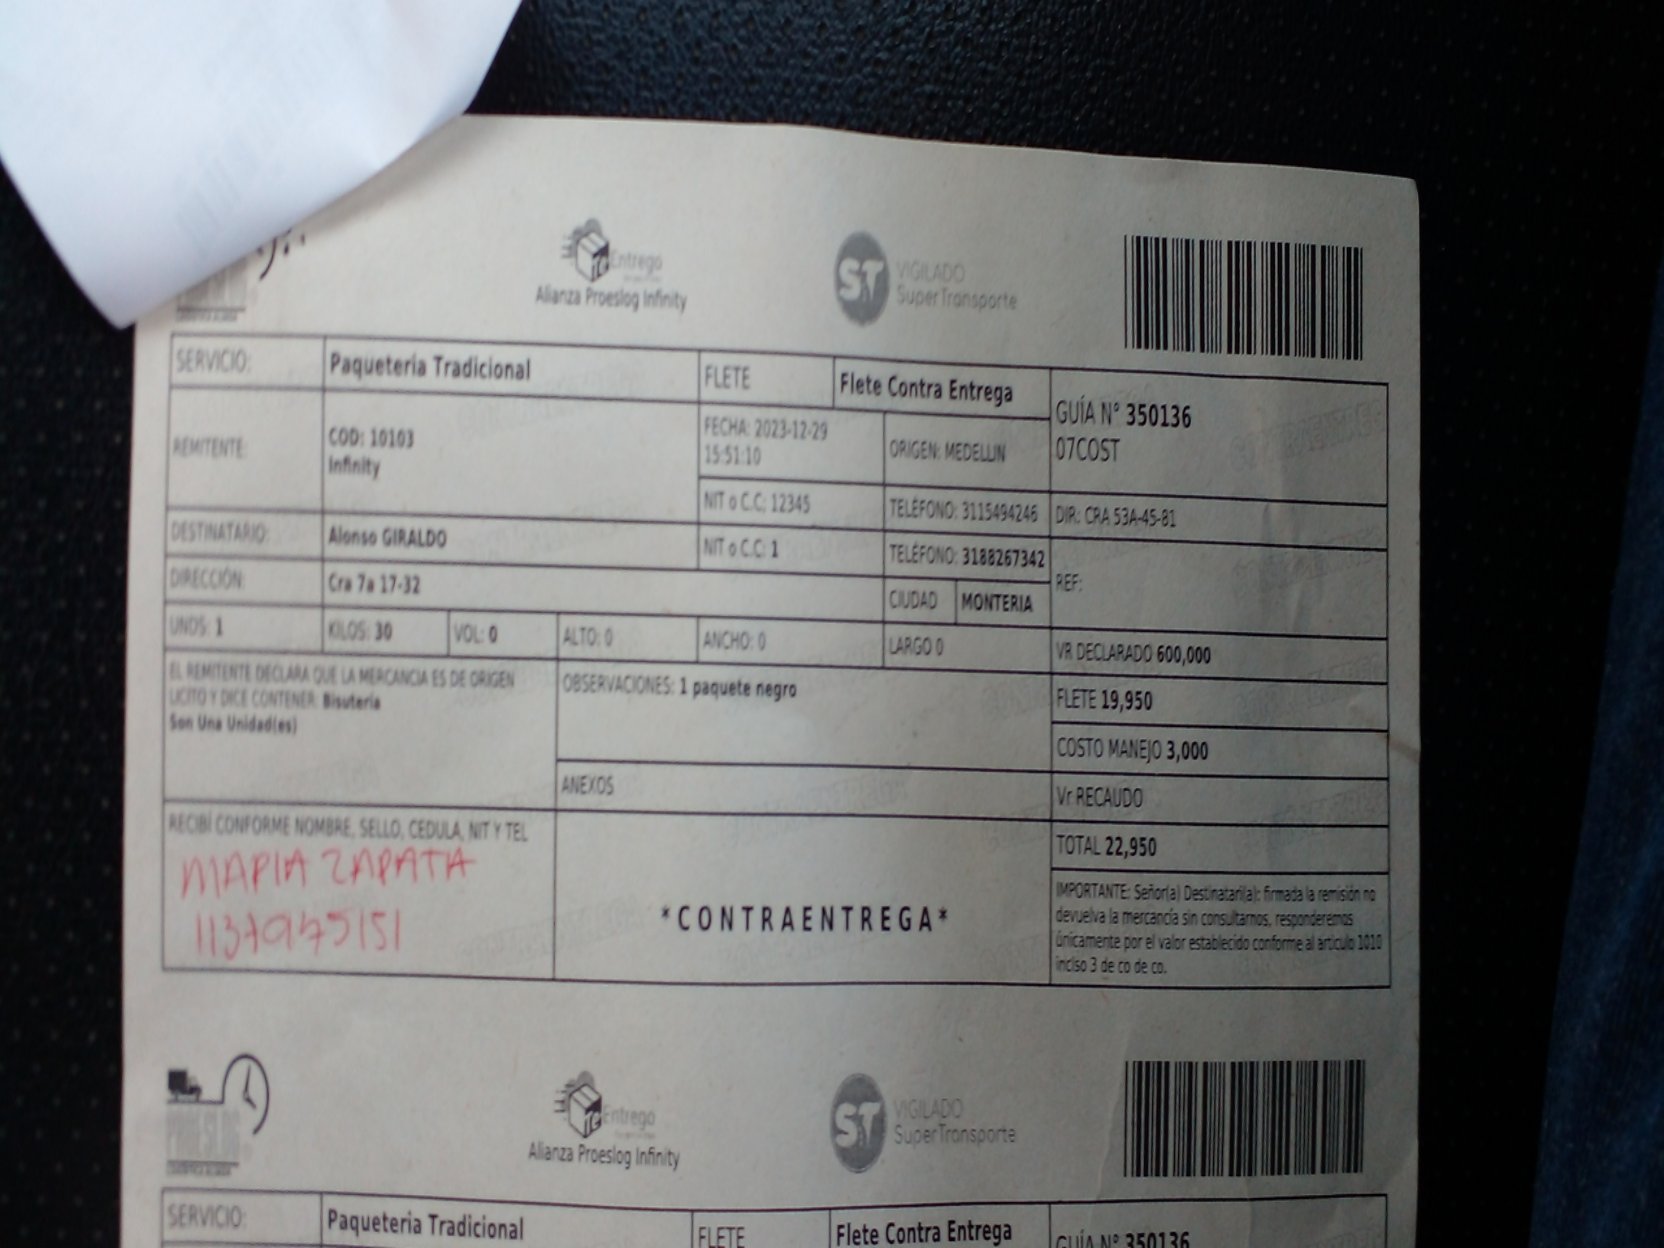 Entrego
Alianza Proeslog Infinity
ST VIGILADO
SuperTransporte
SERVICIO: Paqueteria Tradicional FLETE Flete Contra Entrega
GUÍA N° 350136
07COST
REMITENTE: COD: 10103
Infinity
FECHA: 2023-12-29
15:51:10
ORIGEN: MEDELLIN
NIT o C.C: 12345 TELÉFONO: 3115494246 DIR: CRA 53A-45-81
DESTINATARIO: Alonso GIRALDO NIT o C.C: 1 TELÉFONO: 3188267342
REF:
DIRECCIÓN: Cra 7a 17-32 CIUDAD MONTERIA
UNDS: 1 KILOS: 30 VOL: 0 ALTO: 0 ANCHO: 0 LARGO 0 VR DECLARADO 600,000
EL REMITENTE DECLARA QUE LA MERCANCIA ES DE ORIGEN
LICITO Y DICE CONTENER: Bisuteria
Son Una Unidad(es)
OBSERVACIONES: 1 paquete negro
FLETE 19,950
COSTO MANEJO 3,000
ANEXOS
Vr RECAUDO
RECIBÍ CONFORME NOMBRE, SELLO, CEDULA, NIT Y TEL
MARIA ZAPATA
*CONTRAENTREGA*
TOTAL 22,950
IMPORTANTE: Señor(a) Destinatari(a): firmada la remisión no
devuelva la mercancía sin consultarnos, responderemos
únicamente por el valor establecido conforme al artículo 1010
inciso 3 de co de co.
PROESLOG
Entrego
Alianza Proeslog Infinity
ST VIGILADO
SuperTransporte
SERVICIO: Paqueteria Tradicional FLETE Flete Contra Entrega
GUÍA N° 350136